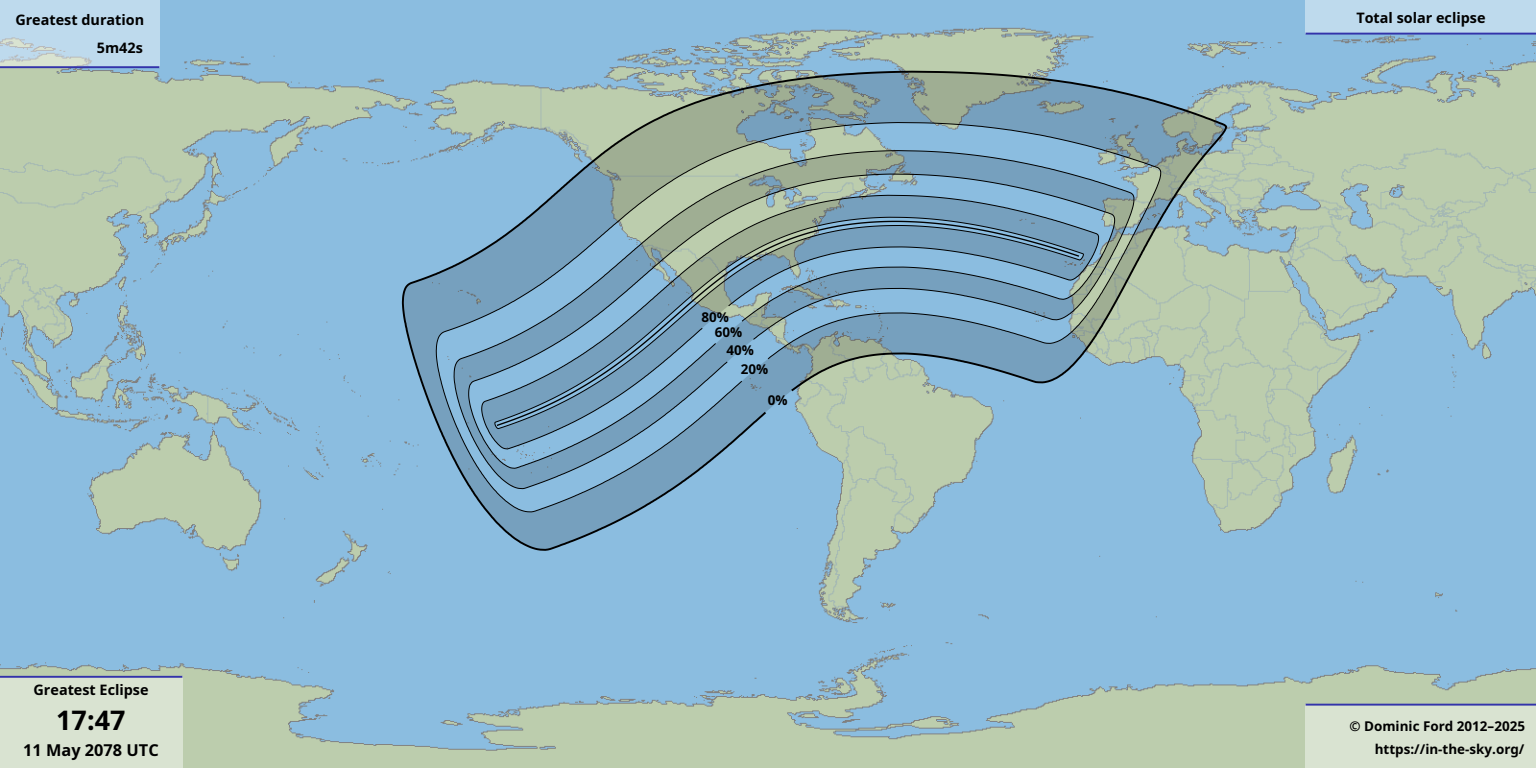 Greatest duration
5m42s
Total solar eclipse
80%
60%
40%
20%
0%
Greatest Eclipse
17:47
11 May 2078 UTC
© Dominic Ford 2012–2025
https://in-the-sky.org/